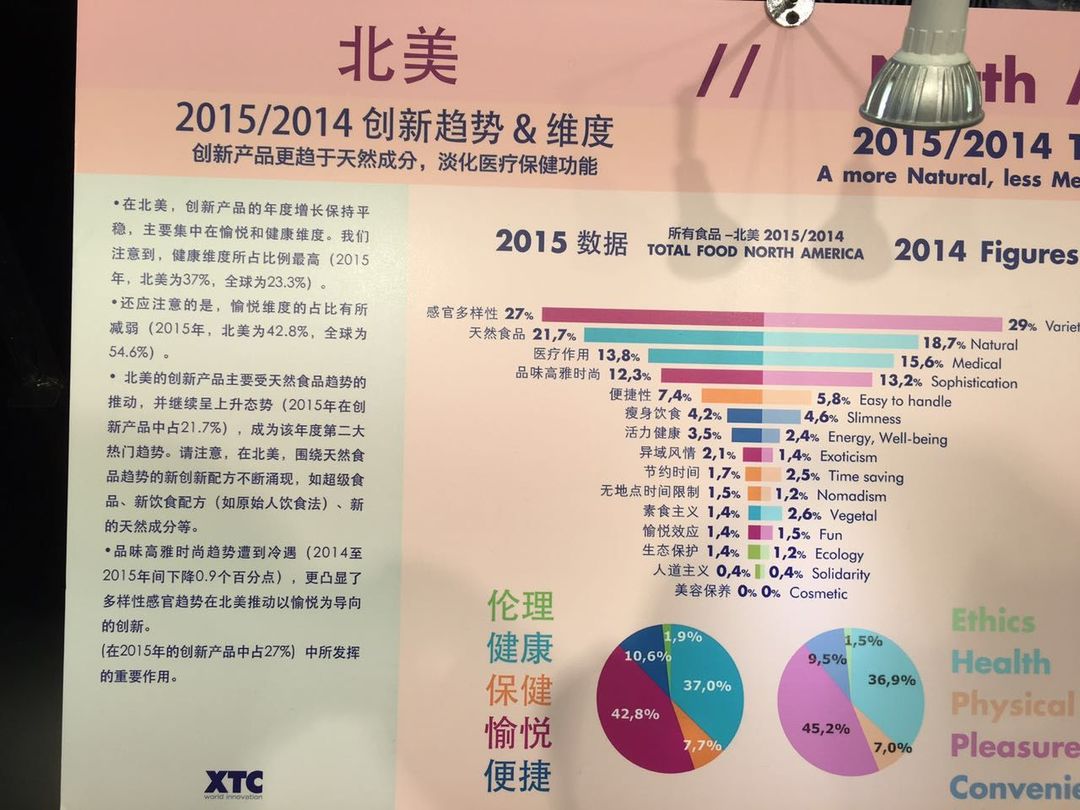 北美
//
2015/2014 创新趋势 & 维度
创新产品更趋于天然成分，淡化医疗保健功能
2015/2014
A more Natural, less
•在北美，创新产品的年度增长保持平
稳，主要集中在愉悦和健康维度。我们
注意到，健康维度所占比例最高（2015
年，北美为37%，全球为23.3%）。
•还应注意的是，愉悦维度的占比有所
减弱（2015年，北美为42.8%，全球为
54.6%）。
• 北美的创新产品主要受天然食品趋势的
推动，并继续呈上升态势（2015年在创
新产品中占21.7%），成为该年度第二大
热门趋势。请注意，在北美，围绕天然食
品趋势的新创新配方不断涌现，如超级食
品、新饮食配方（如原始人饮食法）、新
的天然成分等。
•品味高雅时尚趋势遭到冷遇（2014至
2015年间下降0.9个百分点），更凸显了
多样性感官趋势在北美推动以愉悦为导向
的创新。
(在2015年的创新产品中占27%）中所发挥
的重要作用。
XTC
world innovation
2015 数据
所有食品 –北美 2015/2014
TOTAL FOOD NORTH AMERICA
2014 Figures
感官多样性 27% 29%
天然食品 21,7% 18,7% Natural
医疗作用 13,8% 15,6% Medical
品味高雅时尚 12,3% 13,2% Sophistication
便捷性 7,4% 5,8% Easy to handle
瘦身饮食 4,2% 4,6% Slimness
活力健康 3,5% 2,4% Energy, Well-being
异域风情 2,1% 1,4% Exoticism
节约时间 1,7% 2,5% Time saving
无地点时间限制 1,5% 1,2% Nomadism
素食主义 1,4% 2,6% Vegetal
愉悦效应 1,4% 1,5% Fun
生态保护 1,4% 1,2% Ecology
人道主义 0,4% 0,4% Solidarity
美容保养 0% 0% Cosmetic
伦理
健康
保健
愉悦
便捷
1,9%
10,6%
37,0%
42,8%
7,7%
1,5%
9,5%
36,9%
45,2%
7,0%
Ethics
Health
Physical
Pleasure